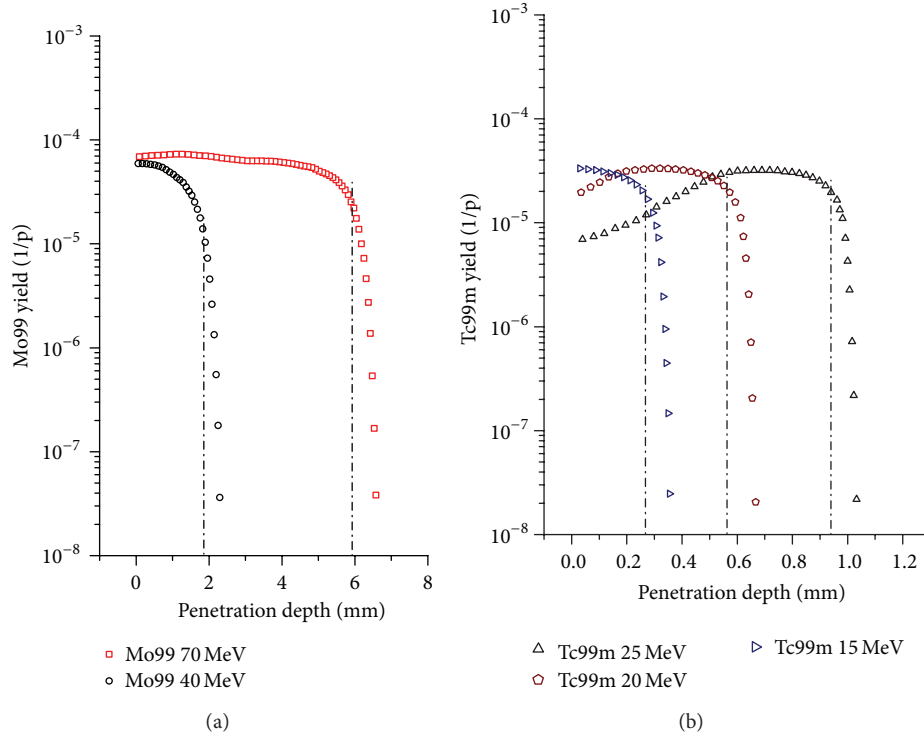 (a)
10⁻³
10⁻⁴
10⁻⁵
10⁻⁶
10⁻⁷
10⁻⁸
Mo99 yield (1/p)
0 2 4 6 8
Penetration depth (mm)
Mo99 70 MeV
Mo99 40 MeV
(a)
(b)
10⁻³
10⁻⁴
10⁻⁵
10⁻⁶
10⁻⁷
10⁻⁸
Tc99m yield (1/p)
0.0 0.2 0.4 0.6 0.8 1.0 1.2
Penetration depth (mm)
Tc99m 25 MeV
Tc99m 20 MeV
Tc99m 15 MeV
(b)